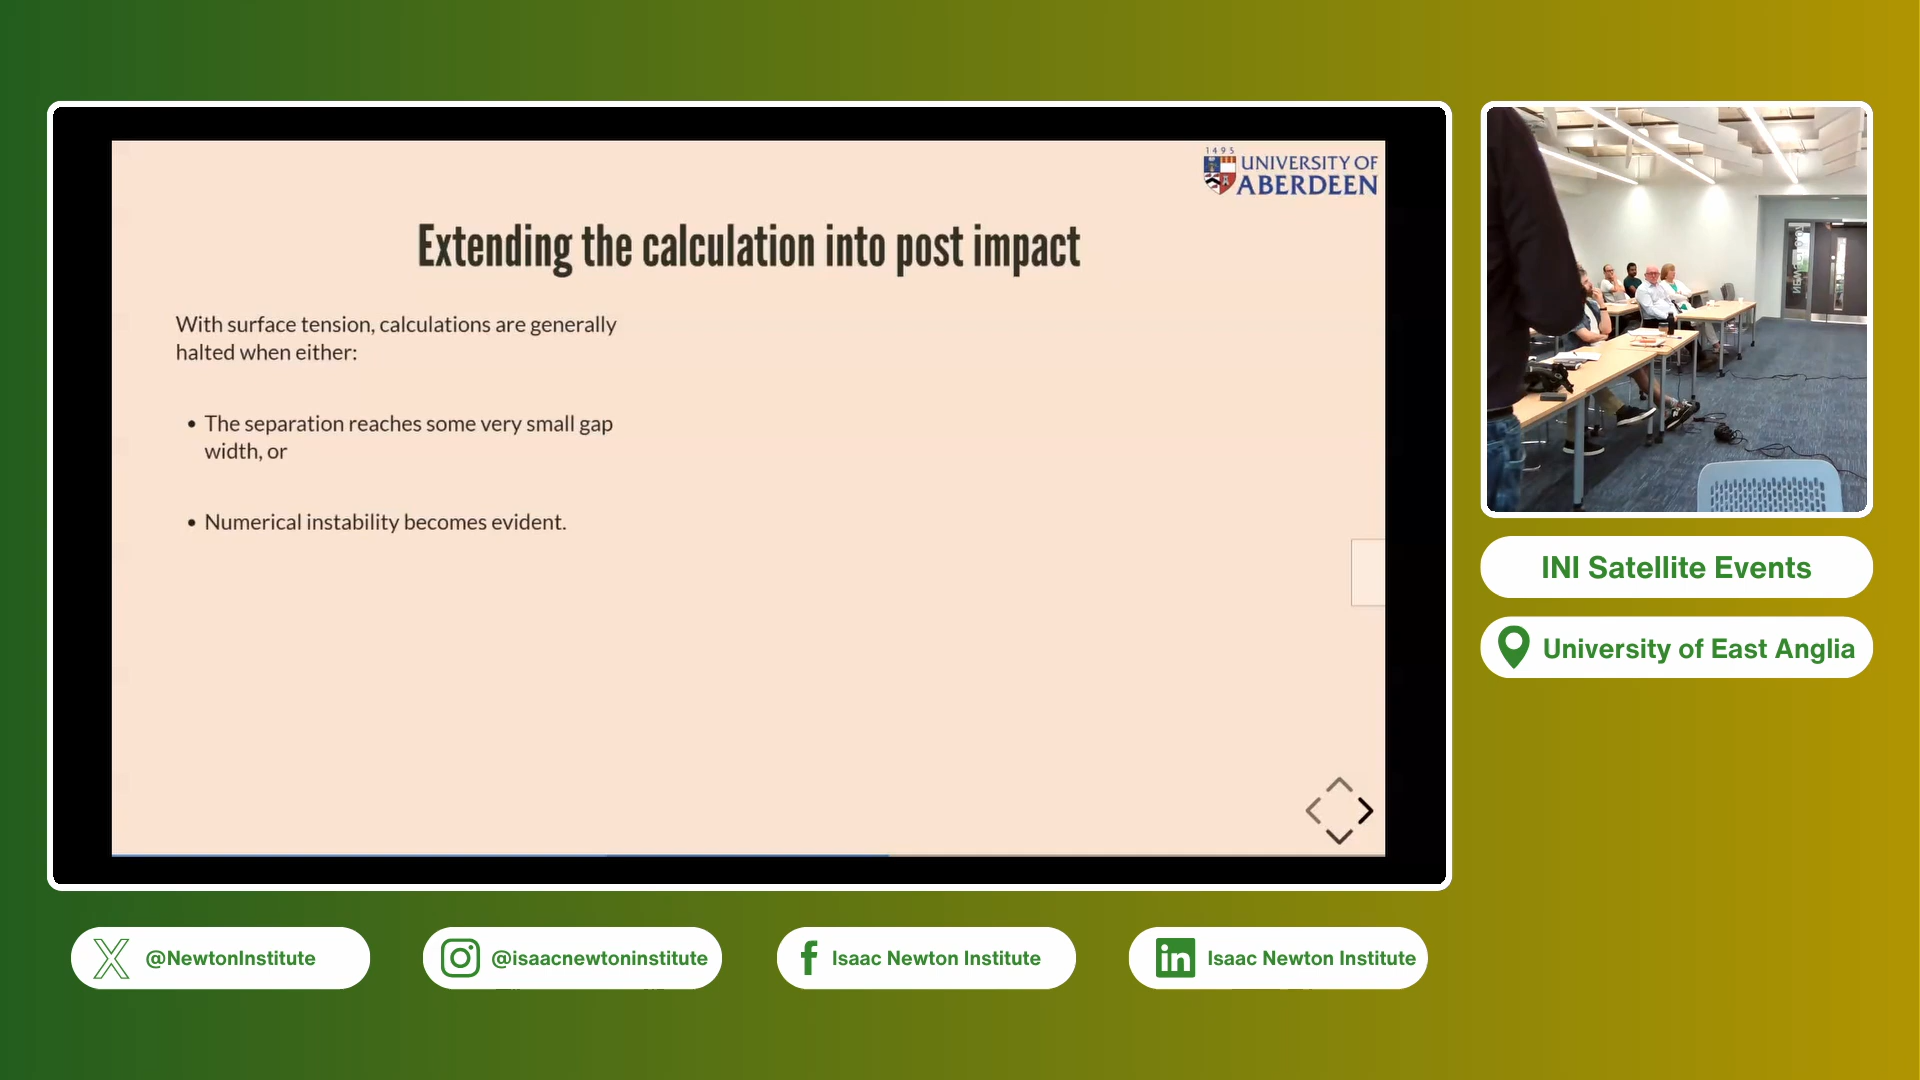 1495
UNIVERSITY OF
ABERDEEN
Extending the calculation into post impact
With surface tension, calculations are generally
halted when either:
• The separation reaches some very small gap
width, or
• Numerical instability becomes evident.
INI Satellite Events
University of East Anglia
@NewtonInstitute
@isaacnewtoninstitute
Isaac Newton Institute
in
Isaac Newton Institute